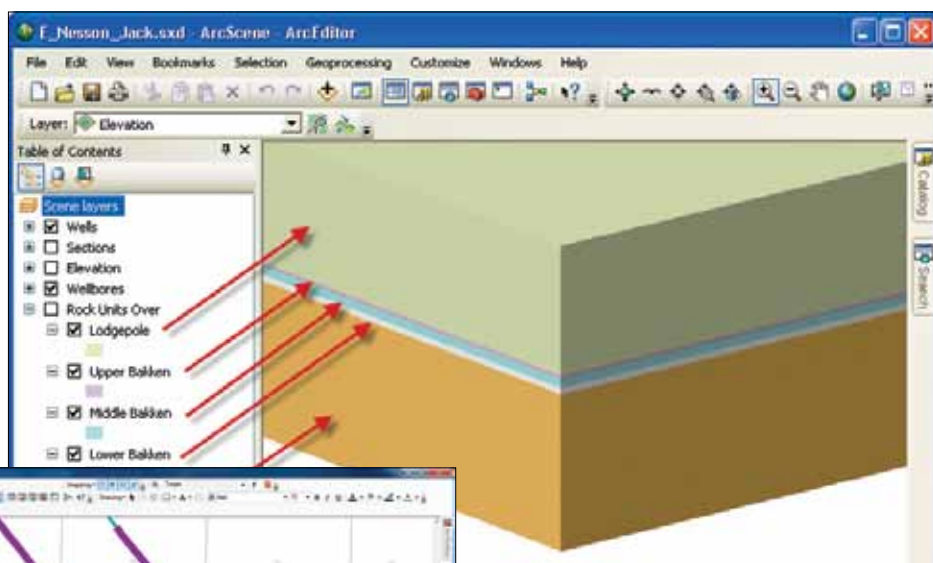 E_Nesson_Jack.sxd - ArcScene - ArcEditor
File Edit View Bookmarks Selection Geoprocessing Customize Windows Help
Layer: Elevation
Table of Contents
Scene layers
Wells
Sections
Elevation
Wellbores
Rock Units Over
Lodgepole
Upper Bakken
Middle Bakken
Lower Bakken
Catalog
Search